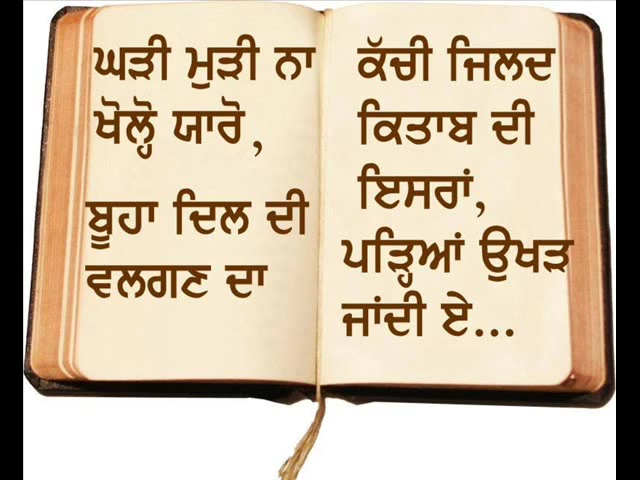 ਘੜੀ ਮੁੜੀ ਨਾ
ਖੋਲ੍ਹੋ ਯਾਰੋ,
ਬੂਹਾ ਦਿਲ ਦੀ
ਵਲਗਣ ਦਾ
ਕੱਚੀ ਜਿਲਦ
ਕਿਤਾਬ ਦੀ
ਇਸਰਾਂ,
ਪੜ੍ਹਿਆਂ ਉਖੜ
ਜਾਂਦੀ ਏ...